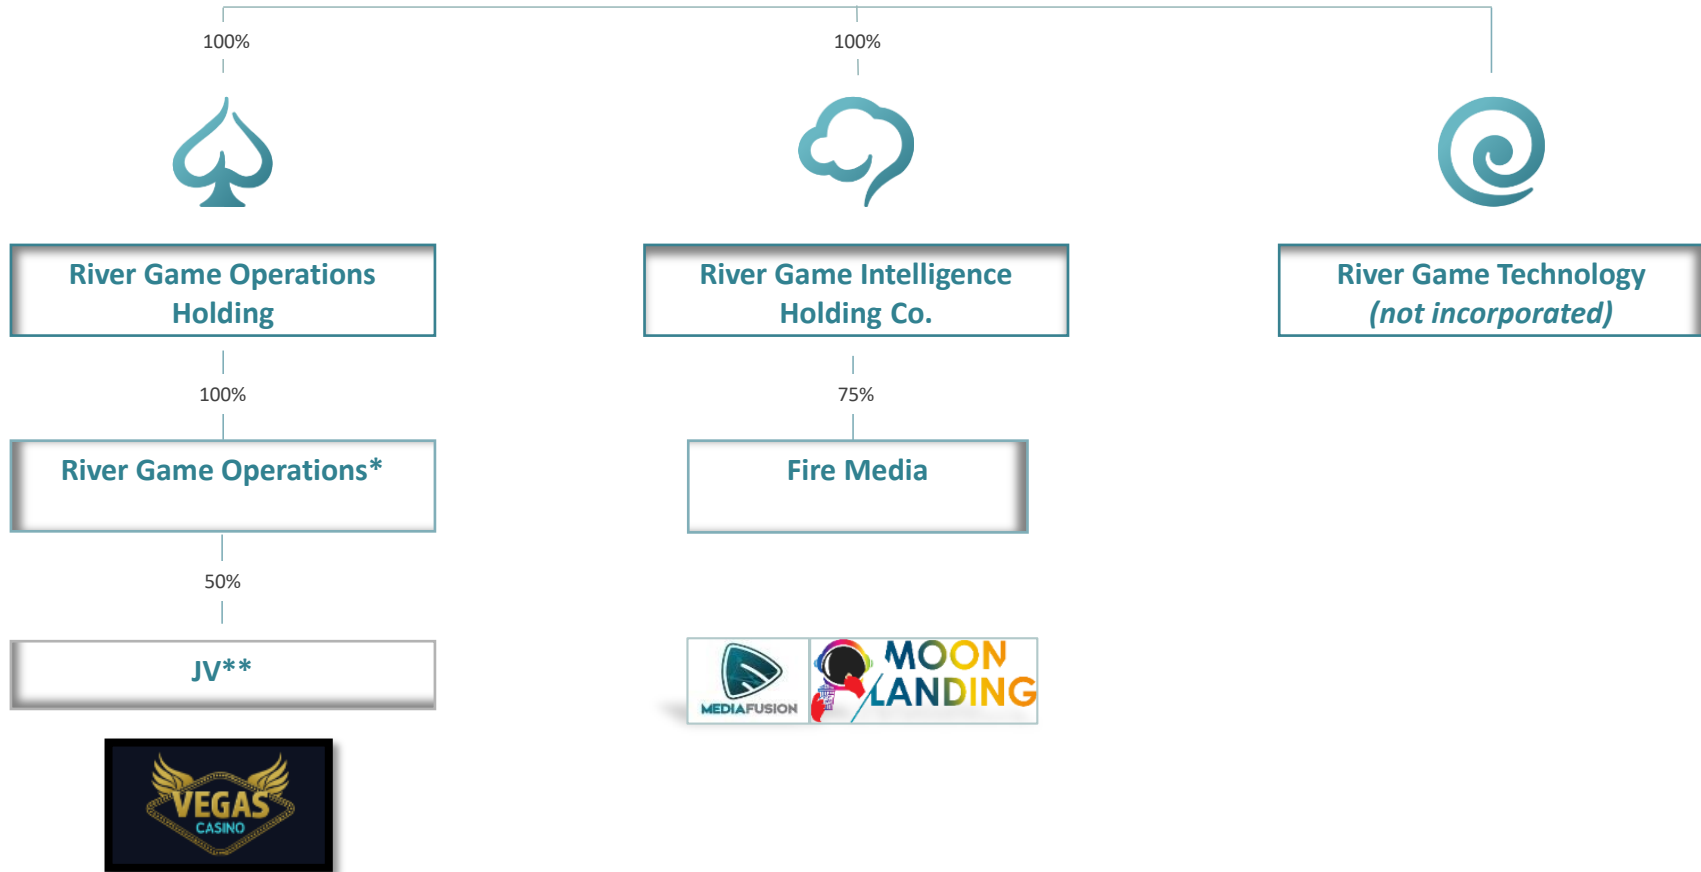 100%
100%
River Game Operations
Holding
River Game Intelligence
Holding Co.
River Game Technology
(not incorporated)
100%
75%
River Game Operations*
Fire Media
50%
JV**
MEDIAFUSION
MOON
LANDING
VEGAS
CASINO